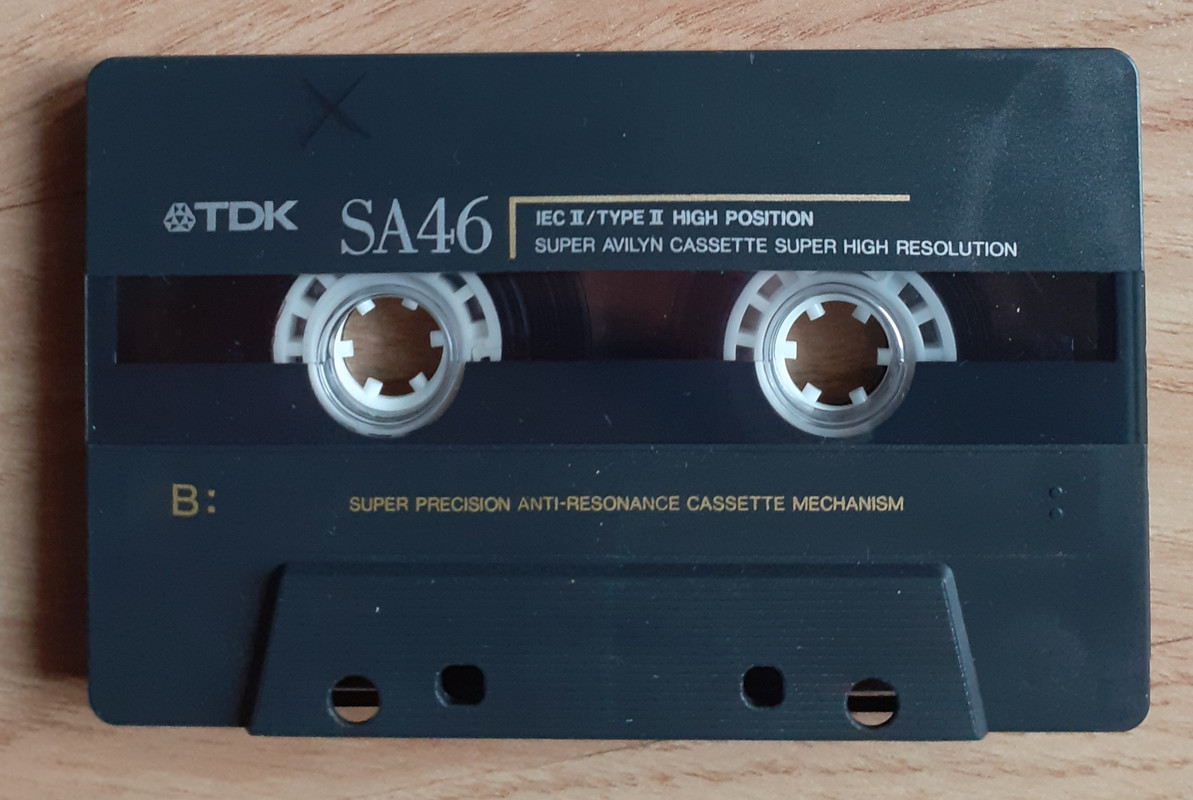 TDK SA46
IEC II/TYPE II HIGH POSITION
SUPER AVILYN CASSETTE SUPER HIGH RESOLUTION
B:
SUPER PRECISION ANTI-RESONANCE CASSETTE MECHANISM